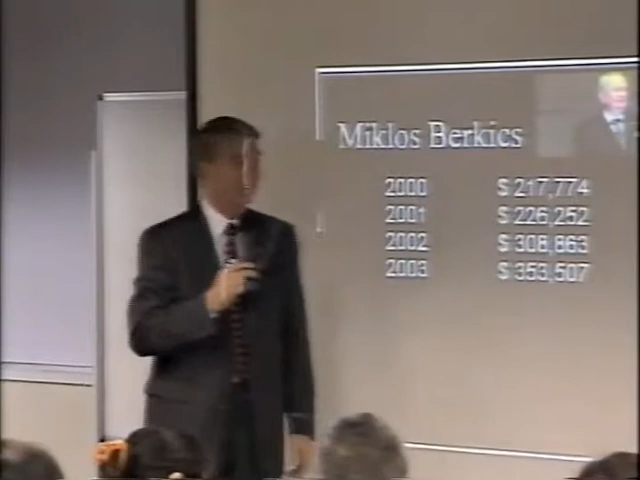 Miklos Berkics
2000 $ 217,774
2001 $ 226,252
2002 $ 308,863
2003 $ 353,507